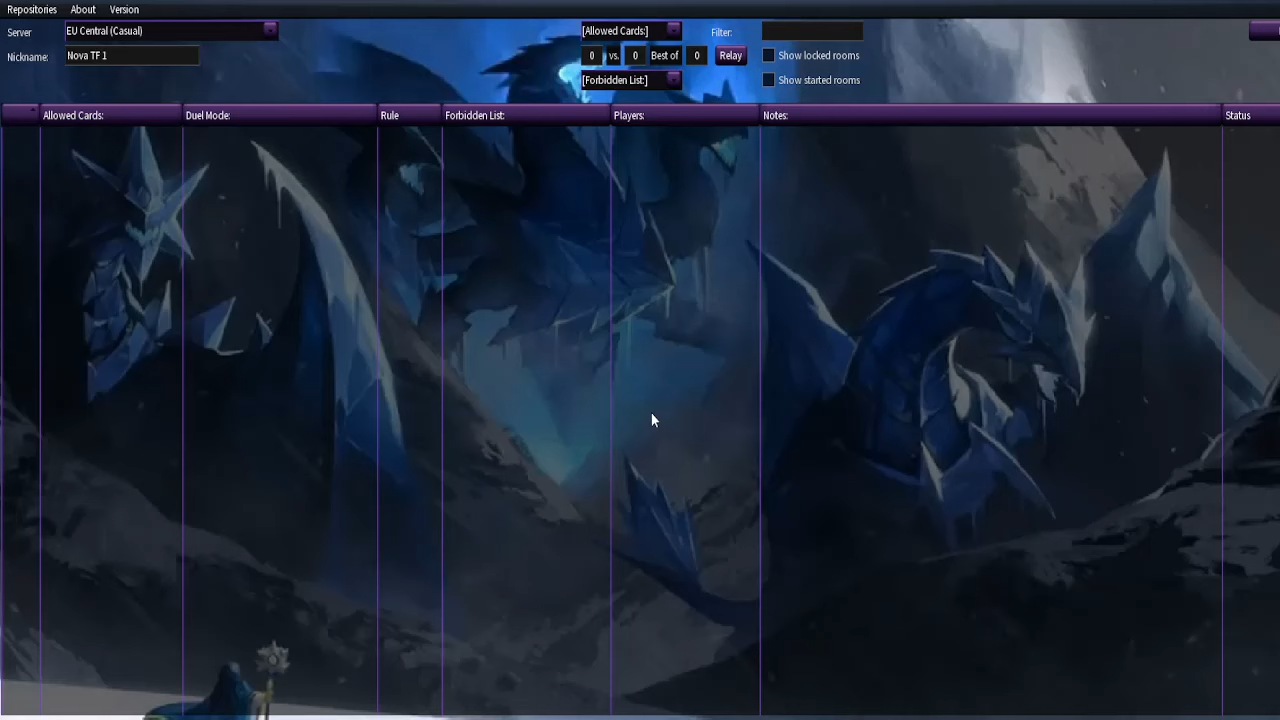 Repositories About Version
Server EU Central (Casual) [Allowed Cards:] Filter:
Nickname: Nova TF 1 0 vs. 0 Best of 0 Relay Show locked rooms
[Forbidden List:] Show started rooms
Allowed Cards: Duel Mode: Rule Forbidden List: Players: Notes: Status